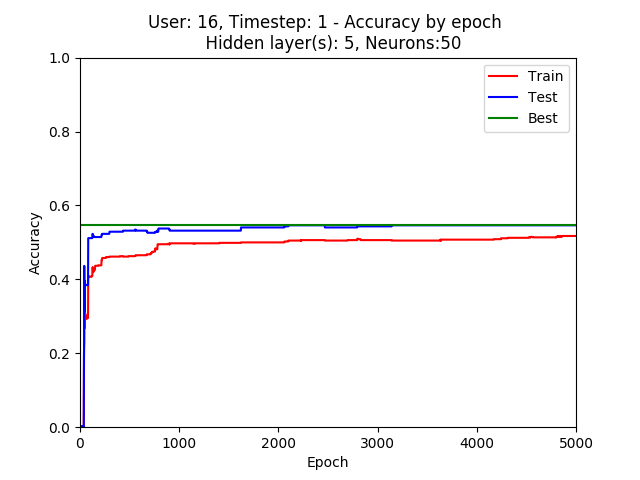 User: 16, Timestep: 1 - Accuracy by epoch
Hidden layer(s): 5, Neurons:50
1.0
0.8
0.6
0.4
0.2
0.0
Accuracy
Train
Test
Best
0
1000
2000
3000
4000
5000
Epoch